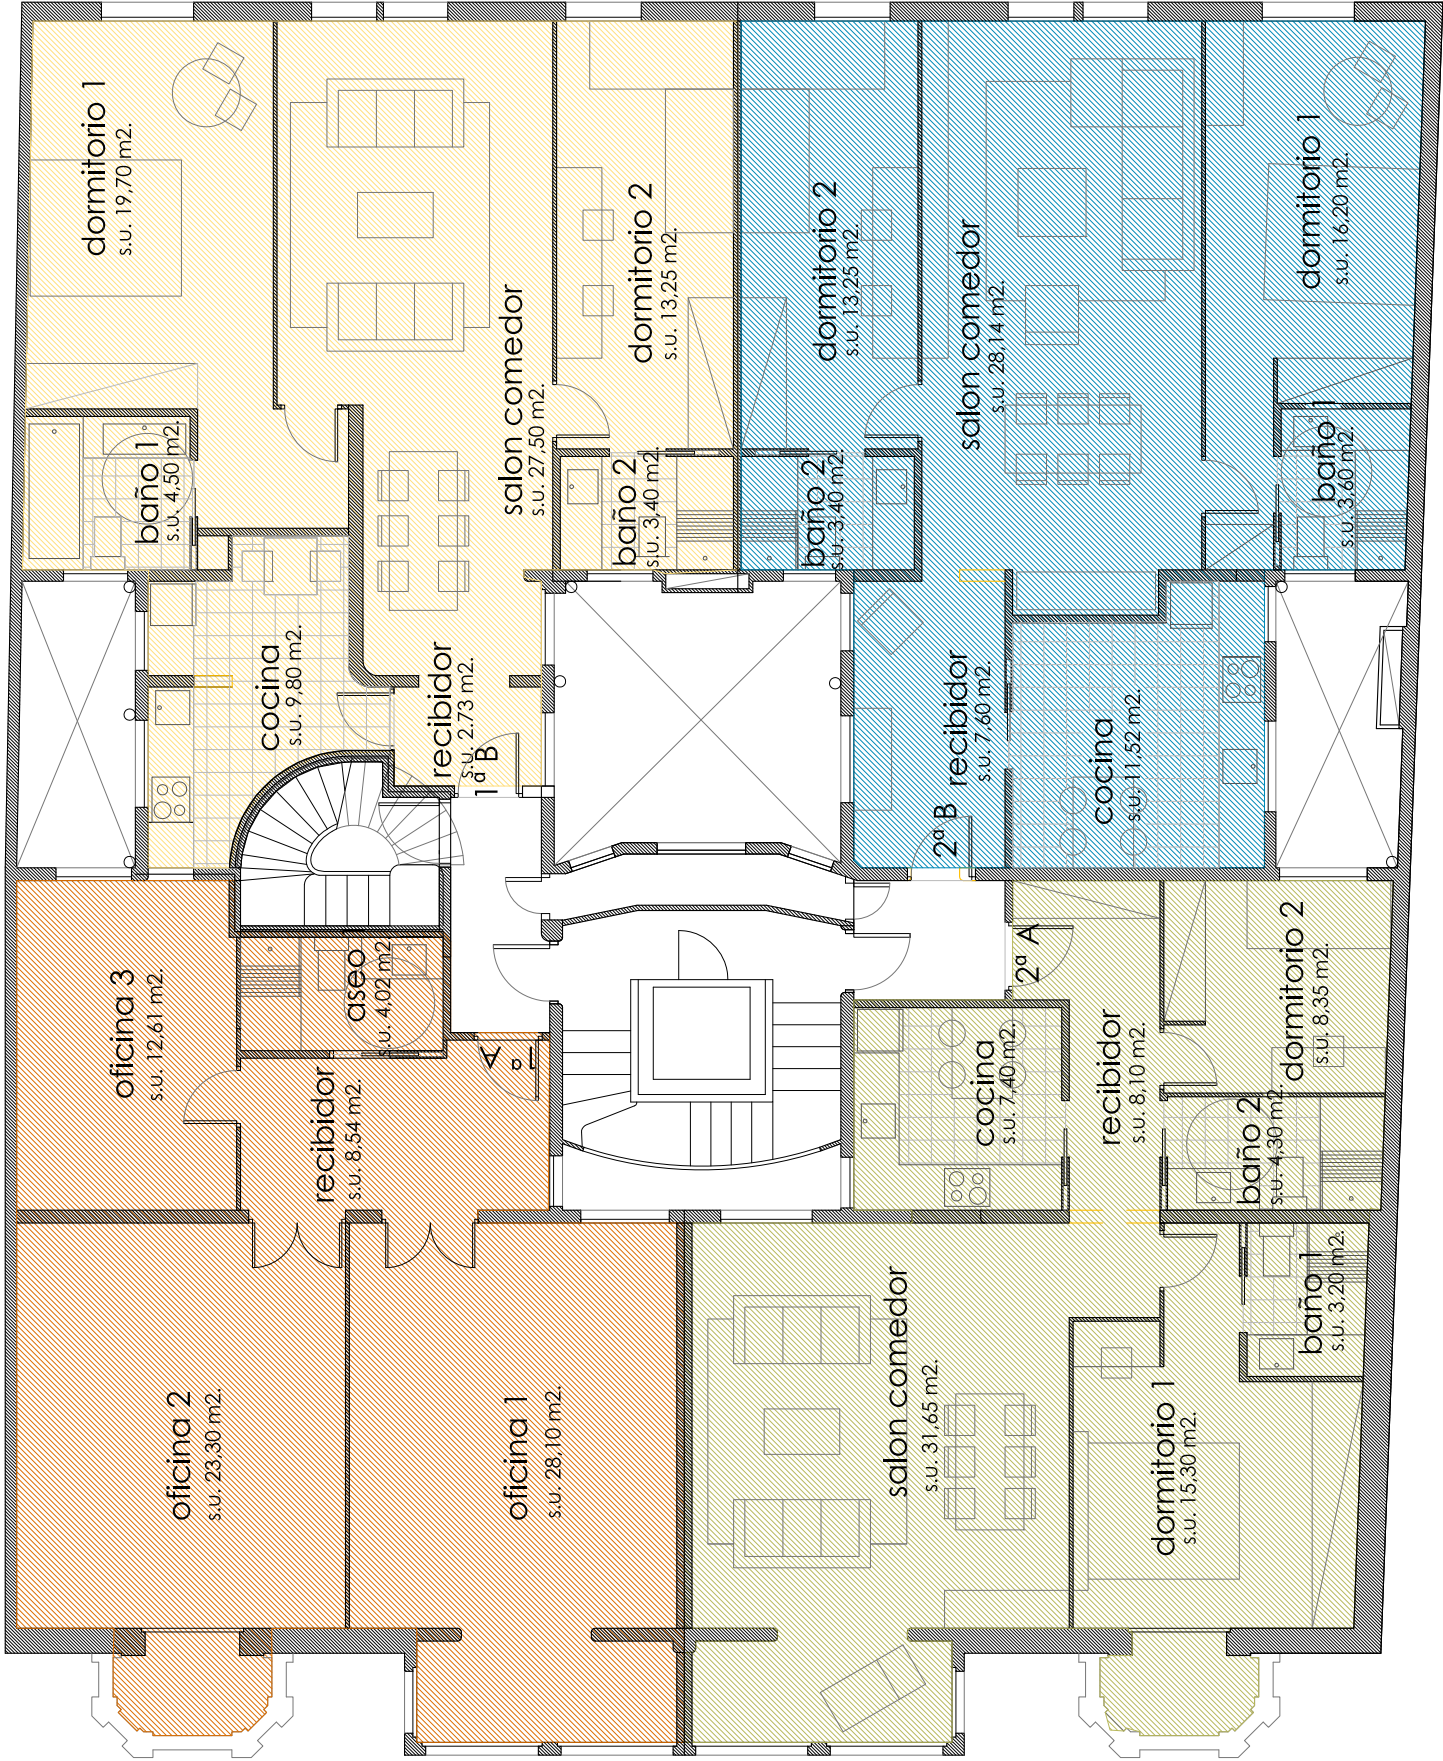 dormitorio 1
s.u. 19,70 m2.
dormitorio 2
s.u. 13,25 m2.
dormitorio 2
s.u. 13,25 m2.
dormitorio 1
s.u. 16,20 m2.
salon comedor
s.u. 27,50 m2.
salon comedor
s.u. 28,14 m2.
baño 1
s.u. 4,50 m2.
baño 2
s.u. 3,40 m2.
baño 2
s.u. 3,40 m2.
baño 1
s.u. 3,60 m2.
cocina
s.u. 9,80 m2.
recibidor
s.u. 2.73 m2.
1ª B
recibidor
s.u. 7,60 m2.
2ª B
cocina
s.u. 11,52 m2.
oficina 3
s.u. 12,61 m2.
aseo
s.u. 4,02 m2
1ª A
2ª A
dormitorio 2
s.u. 8,35 m2.
recibidor
s.u. 8,54 m2.
cocina
s.u. 7,40 m2.
recibidor
s.u. 8,10 m2.
baño 2
s.u. 4,30 m2.
baño 1
s.u. 3,20 m2.
oficina 2
s.u. 23,30 m2.
oficina 1
s.u. 28,10 m2.
salon comedor
s.u. 31,65 m2.
dormitorio 1
s.u. 15,30 m2.